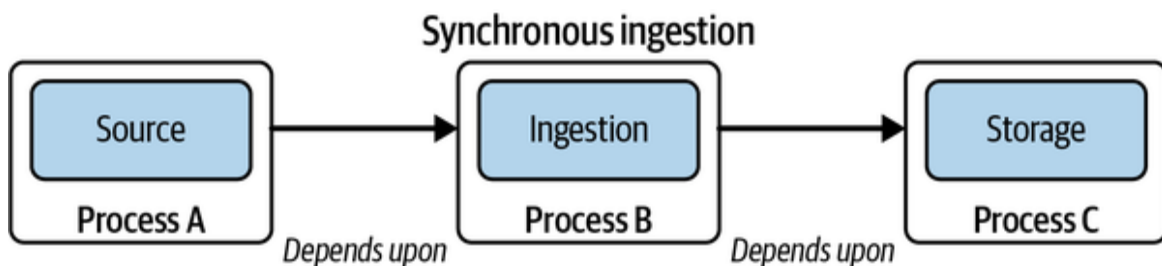 Synchronous ingestion
Source
Ingestion
Storage
Process A
Process B
Process C
Depends upon
Depends upon